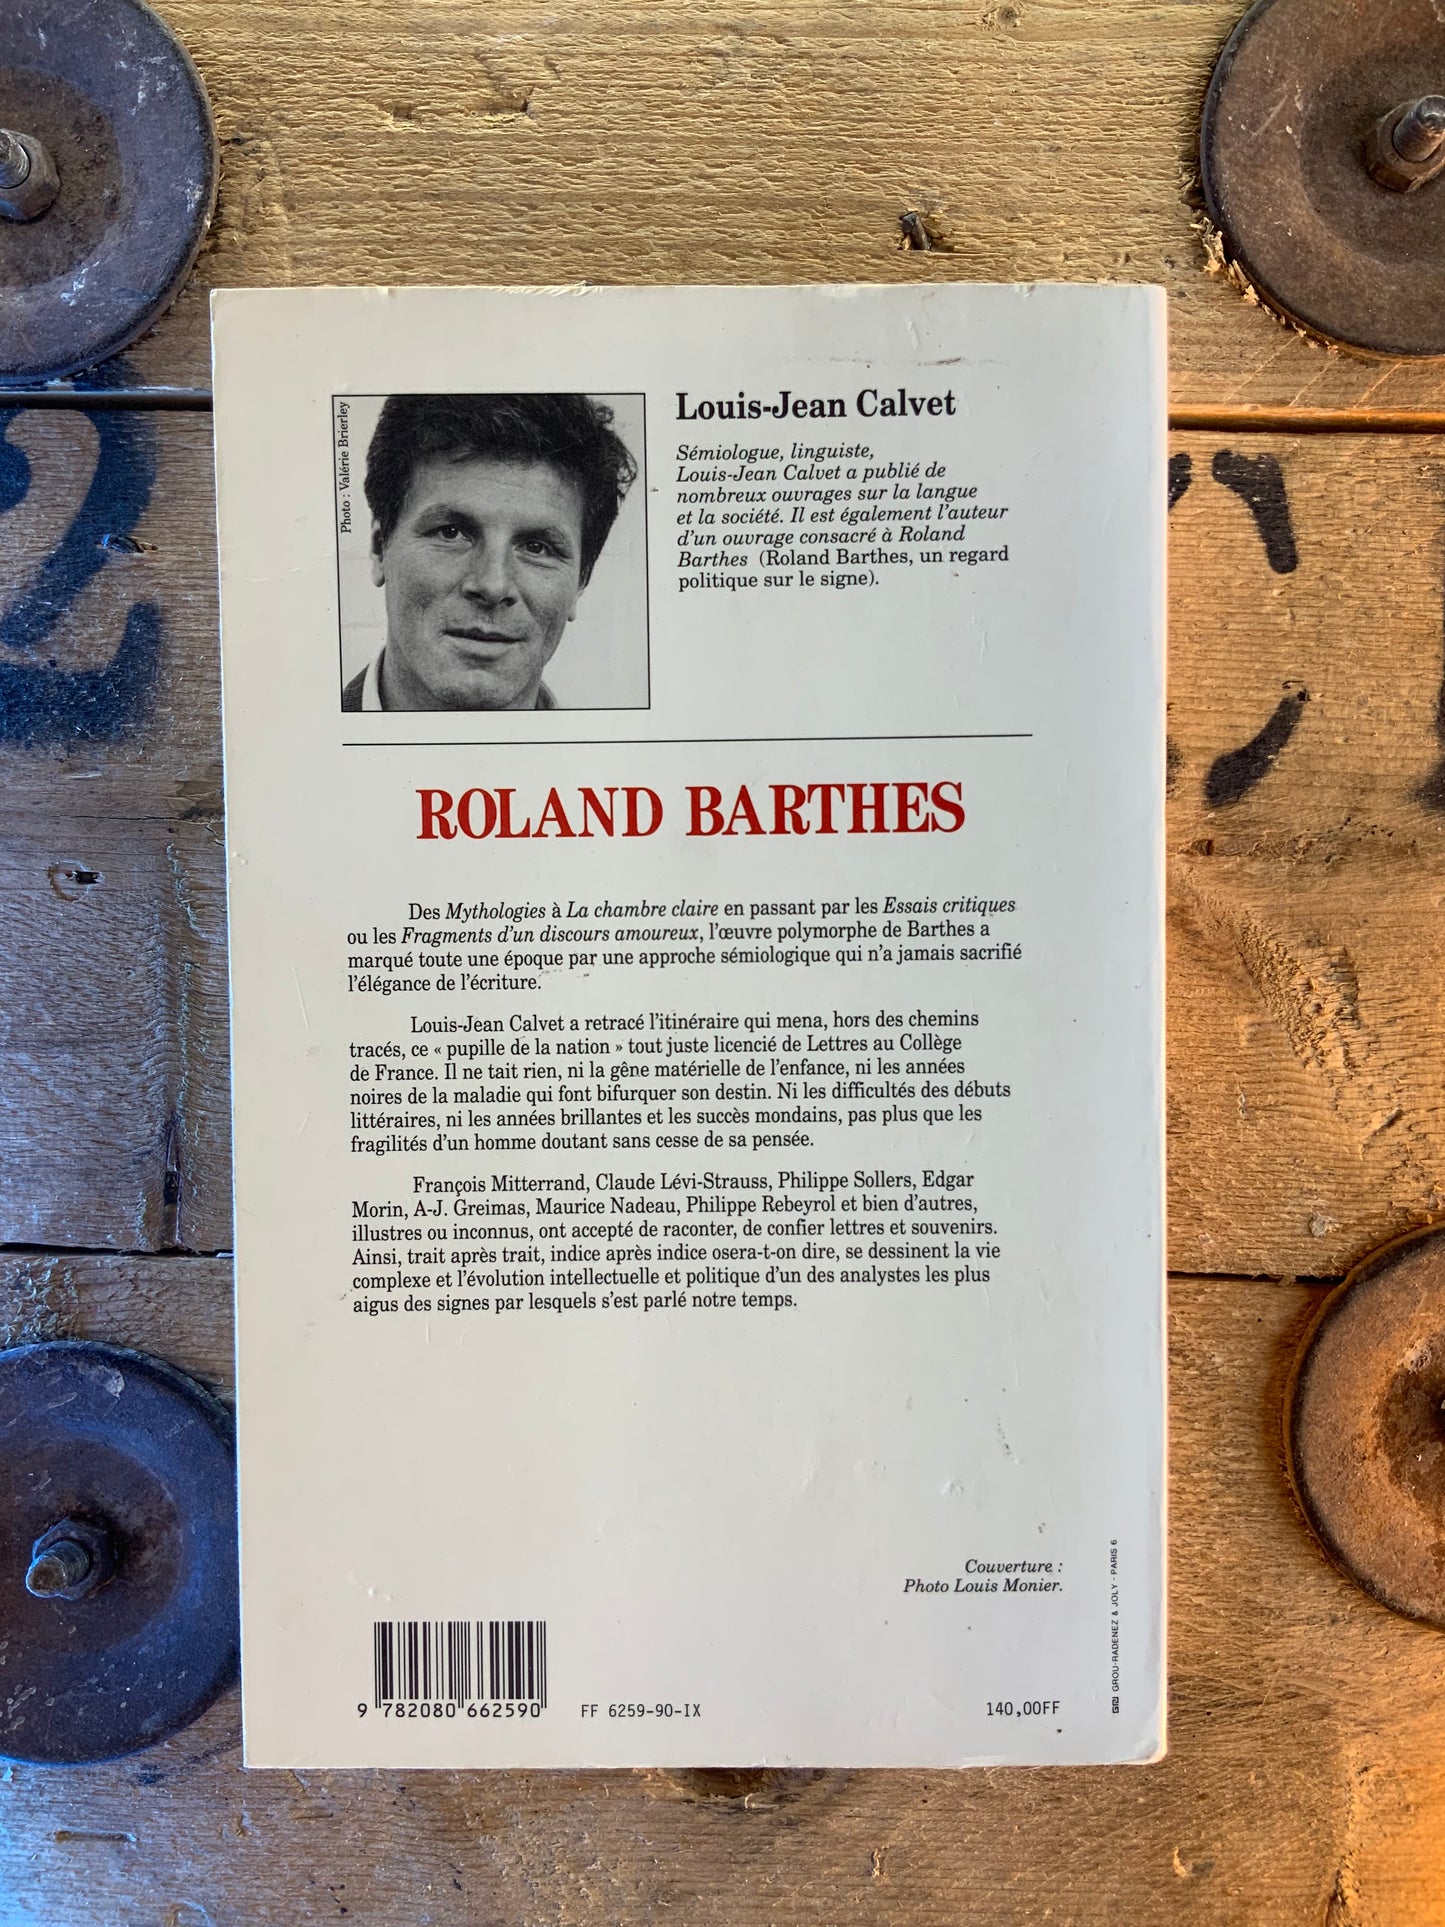 Photo : Valérie Brierley
Louis-Jean Calvet
Sémiologue, linguiste,
Louis-Jean Calvet a publié de
nombreux ouvrages sur la langue
et la société. Il est également l'auteur
d'un ouvrage consacré à Roland
Barthes (Roland Barthes, un regard
politique sur le signe).
ROLAND BARTHES
Des Mythologies à La chambre claire en passant par les Essais critiques
ou les Fragments d'un discours amoureux, l'œuvre polymorphe de Barthes a
marqué toute une époque par une approche sémiologique qui n'a jamais sacrifié
l'élégance de l'écriture.
Louis-Jean Calvet a retracé l'itinéraire qui mena, hors des chemins
tracés, ce « pupille de la nation » tout juste licencié de Lettres au Collège
de France. Il ne tait rien, ni la gêne matérielle de l'enfance, ni les années
noires de la maladie qui font bifurquer son destin. Ni les difficultés des débuts
littéraires, ni les années brillantes et les succès mondains, pas plus que les
fragilités d'un homme doutant sans cesse de sa pensée.
François Mitterrand, Claude Lévi-Strauss, Philippe Sollers, Edgar
Morin, A-J. Greimas, Maurice Nadeau, Philippe Rebeyrol et bien d'autres,
illustres ou inconnus, ont accepté de raconter, de confier lettres et souvenirs.
Ainsi, trait après trait, indice après indice osera-t-on dire, se dessinent la vie
complexe et l'évolution intellectuelle et politique d'un des analystes les plus
aigus des signes par lesquels s'est parlé notre temps.
Couverture :
Photo Louis Monier.
GROU-RADENEZ & JOLY - PARIS 6
9 782080 662590
FF 6259-90-IX
140,00FF
2